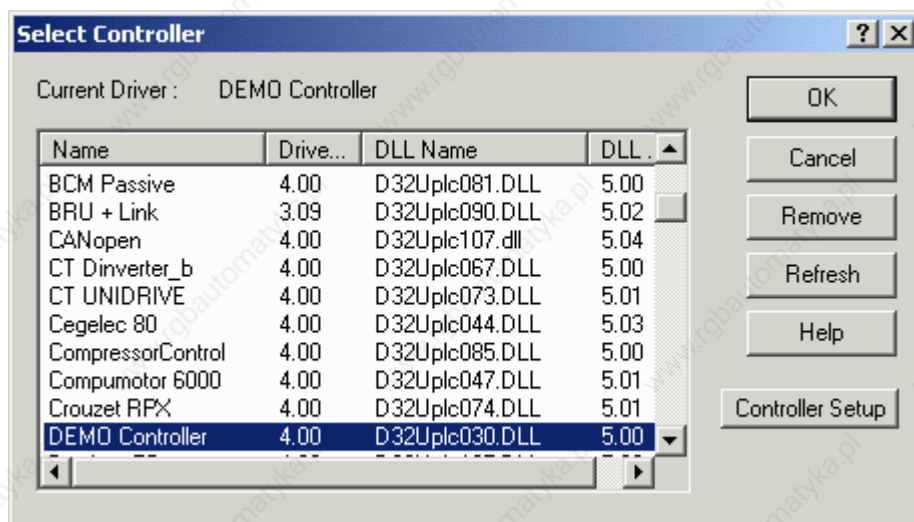 Select Controller
Current Driver : DEMO Controller
Name Drive... DLL Name DLL .
BCM Passive 4.00 D32Uplc081.DLL 5.00
BRU + Link 3.09 D32Uplc090.DLL 5.02
CANopen 4.00 D32Uplc107.dll 5.04
CT Dinverter_b 4.00 D32Uplc067.DLL 5.00
CT UNIDRIVE 4.00 D32Uplc073.DLL 5.01
Cegelec 80 4.00 D32Uplc044.DLL 5.03
CompressorControl 4.00 D32Uplc085.DLL 5.00
Compumotor 6000 4.00 D32Uplc047.DLL 5.01
Crouzet RPX 4.00 D32Uplc074.DLL 5.01
DEMO Controller 4.00 D32Uplc030.DLL 5.00
OK
Cancel
Remove
Refresh
Help
Controller Setup
www.rgbautomatyka.pl